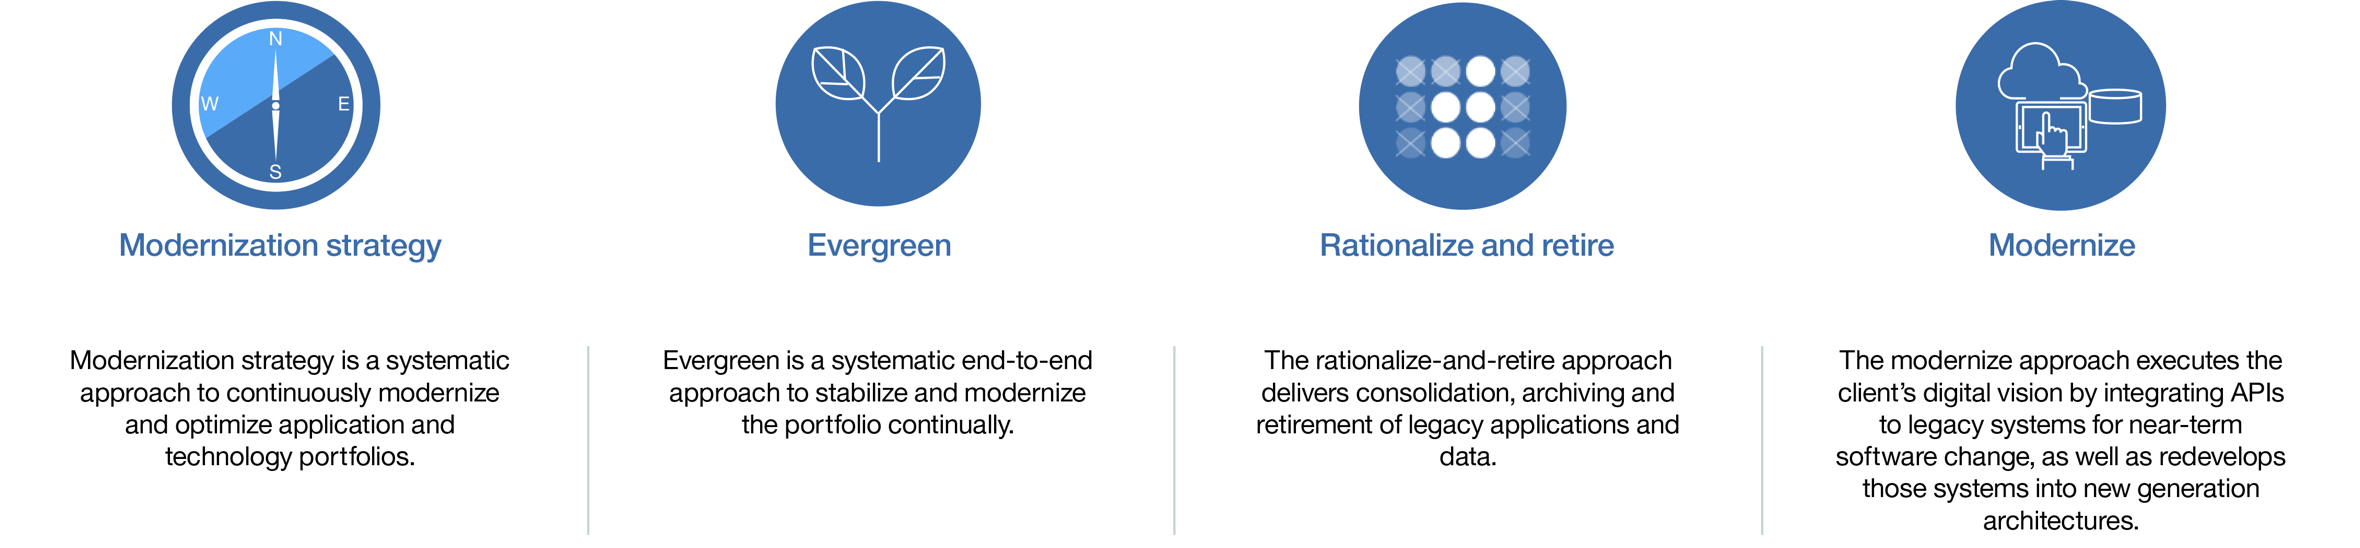 N
W
E
S
Modernization strategy
Modernization strategy is a systematic
approach to continuously modernize
and optimize application and
technology portfolios.
Evergreen
Evergreen is a systematic end-to-end
approach to stabilize and modernize
the portfolio continually.
Rationalize and retire
The rationalize-and-retire approach
delivers consolidation, archiving and
retirement of legacy applications and
data.
Modernize
The modernize approach executes the
client’s digital vision by integrating APIs
to legacy systems for near-term
software change, as well as redevelops
those systems into new generation
architectures.